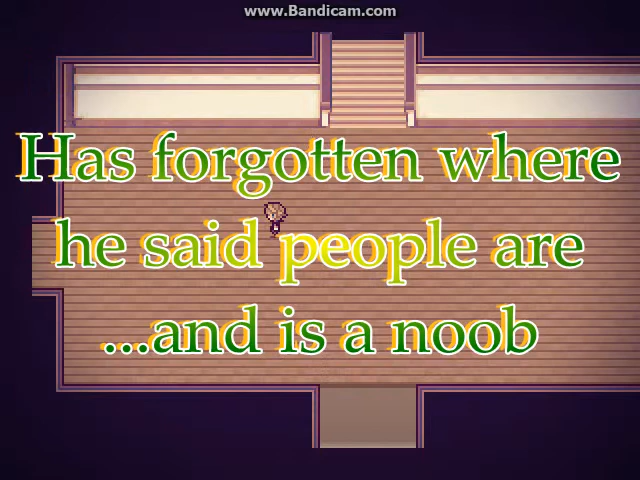 www.Bandicam.com
Has forgotten where
he said people are
...and is a noob